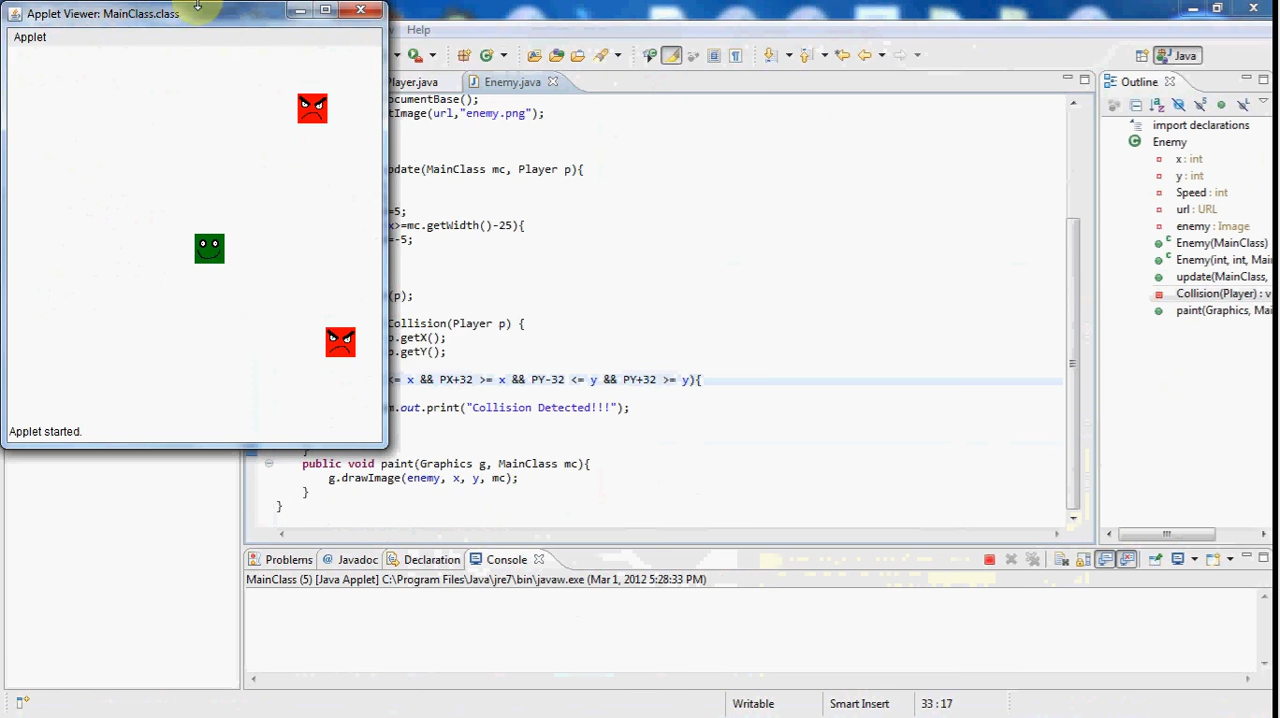 Applet Viewer: MainClass.class
Applet
Help
Player.java
Enemy.java
Java
ocumentBase();
tImage(url,"enemy.png");
pdate(MainClass mc, Player p){
=5;
x>=mc.getWidth()-25){
=-5;
(p);
Collision(Player p) {
p.getX();
p.getY();
<= x && PX+32 >= x && PY-32 <= y && PY+32 >= y){
m.out.print("Collision Detected!!!");
}
public void paint(Graphics g, MainClass mc){
g.drawImage(enemy, x, y, mc);
}
}
Applet started.
Outline
import declarations
Enemy
x : int
y : int
Speed : int
url : URL
enemy : Image
Enemy(MainClass)
Enemy(int, int, Mai
update(MainClass,
Collision(Player) : v
paint(Graphics, Mai
Problems
@ Javadoc
Declaration
Console
MainClass (5) [Java Applet] C:\Program Files\Java\jre7\bin\javaw.exe (Mar 1, 2012 5:28:33 PM)
Writable
Smart Insert
33 : 17